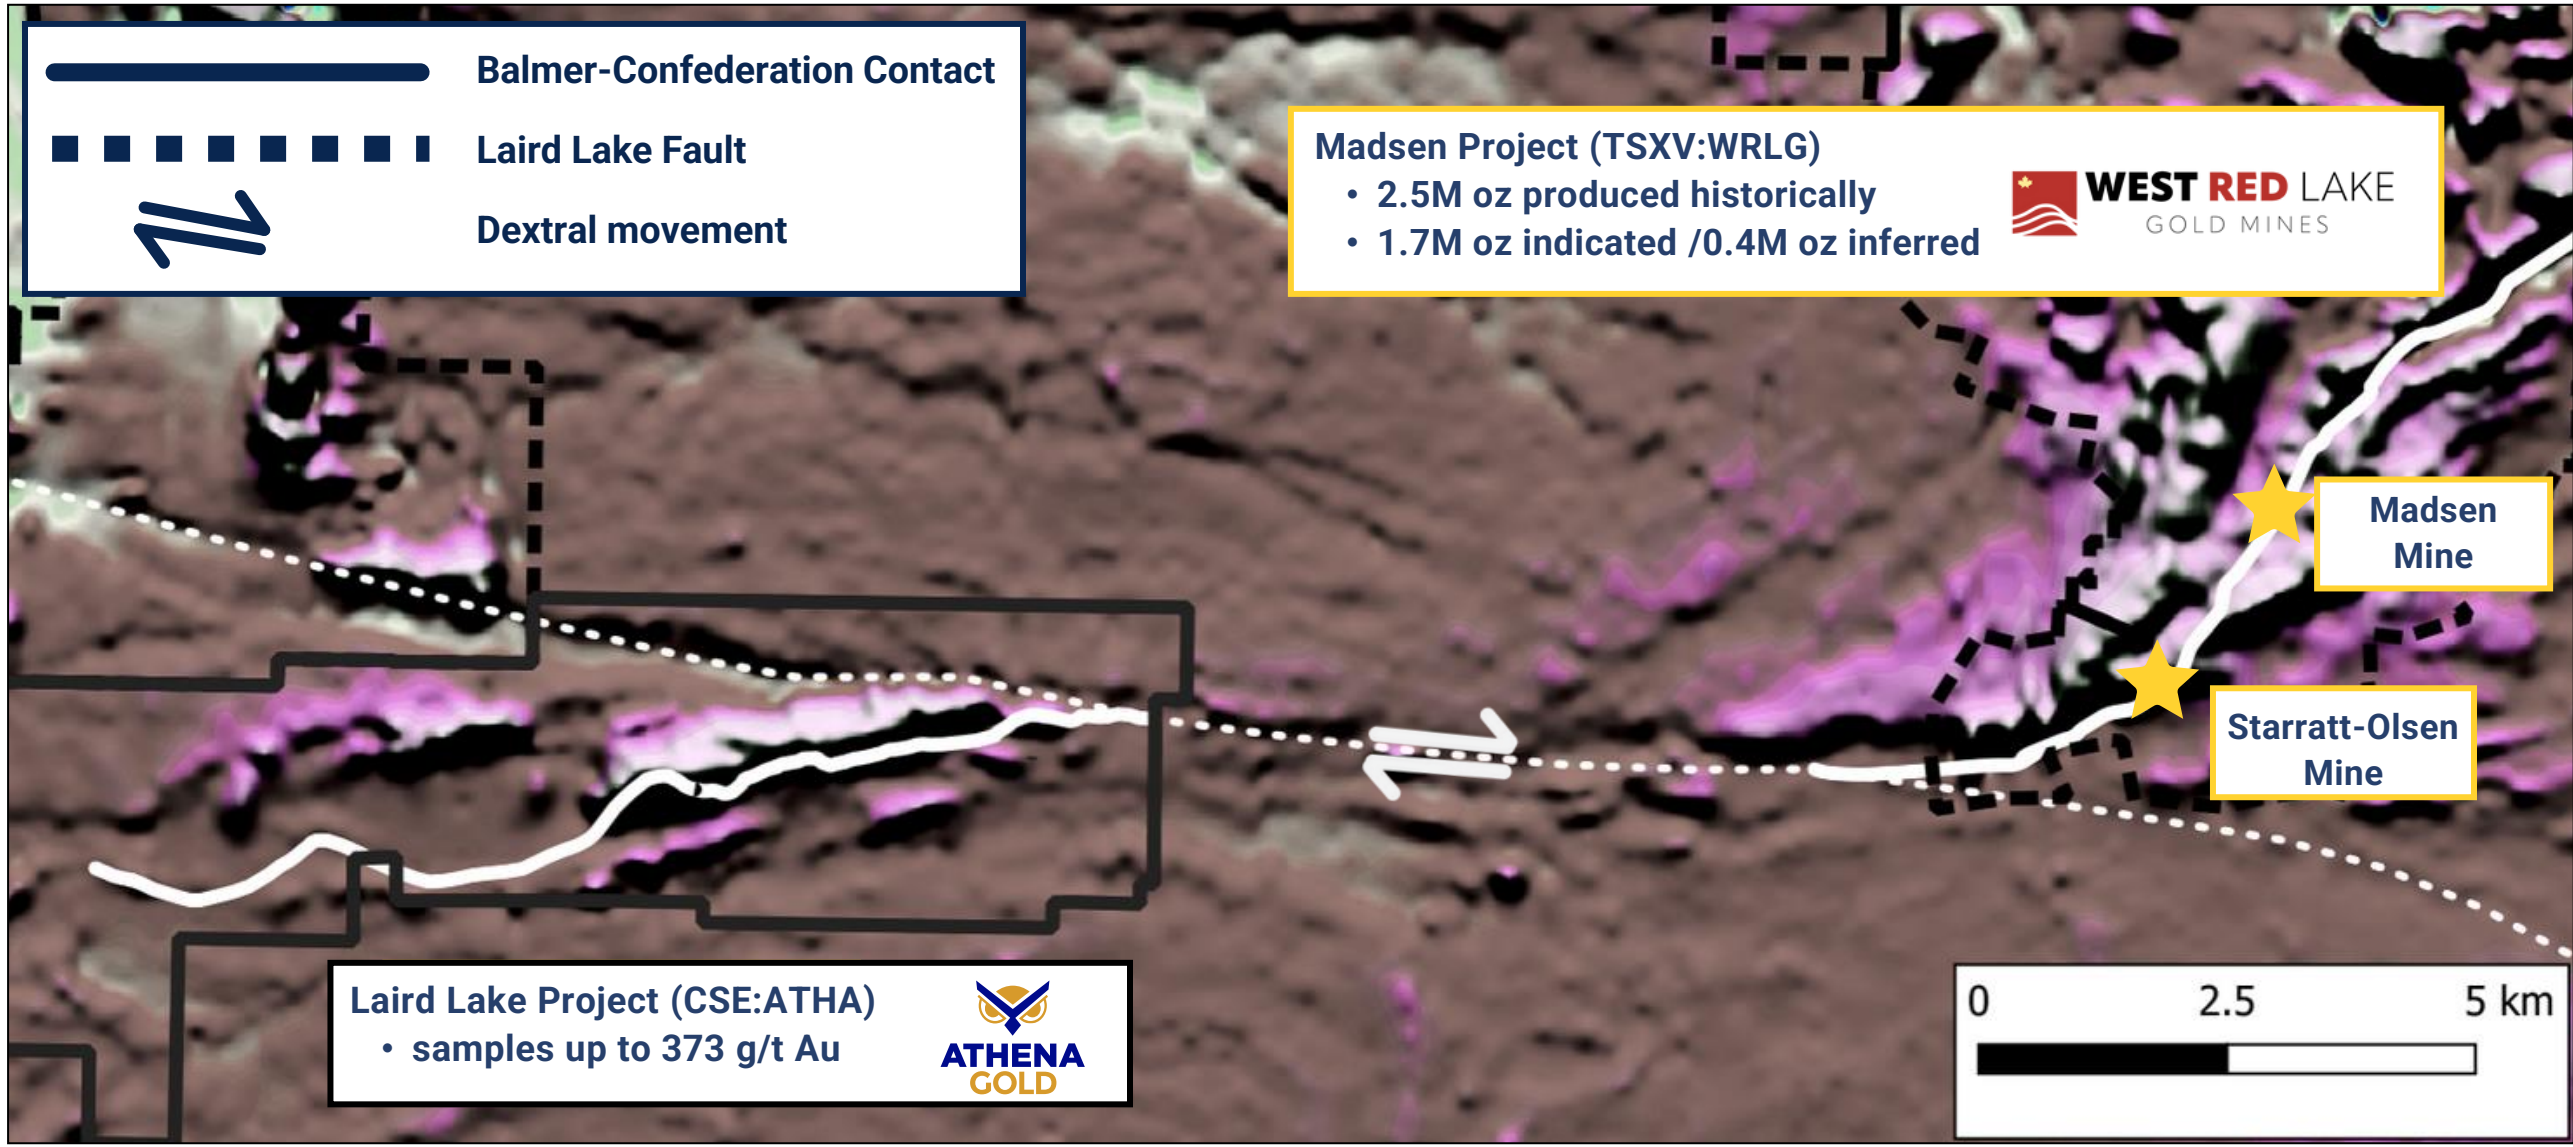 Balmer-Confederation Contact
Laird Lake Fault
Dextral movement
Madsen Project (TSXV:WRLG)
• 2.5M oz produced historically
• 1.7M oz indicated /0.4M oz inferred
WEST RED LAKE
GOLD MINES
Madsen
Mine
Starratt-Olsen
Mine
Laird Lake Project (CSE:ATHA)
• samples up to 373 g/t Au
ATHENA
GOLD
0 2.5 5 km